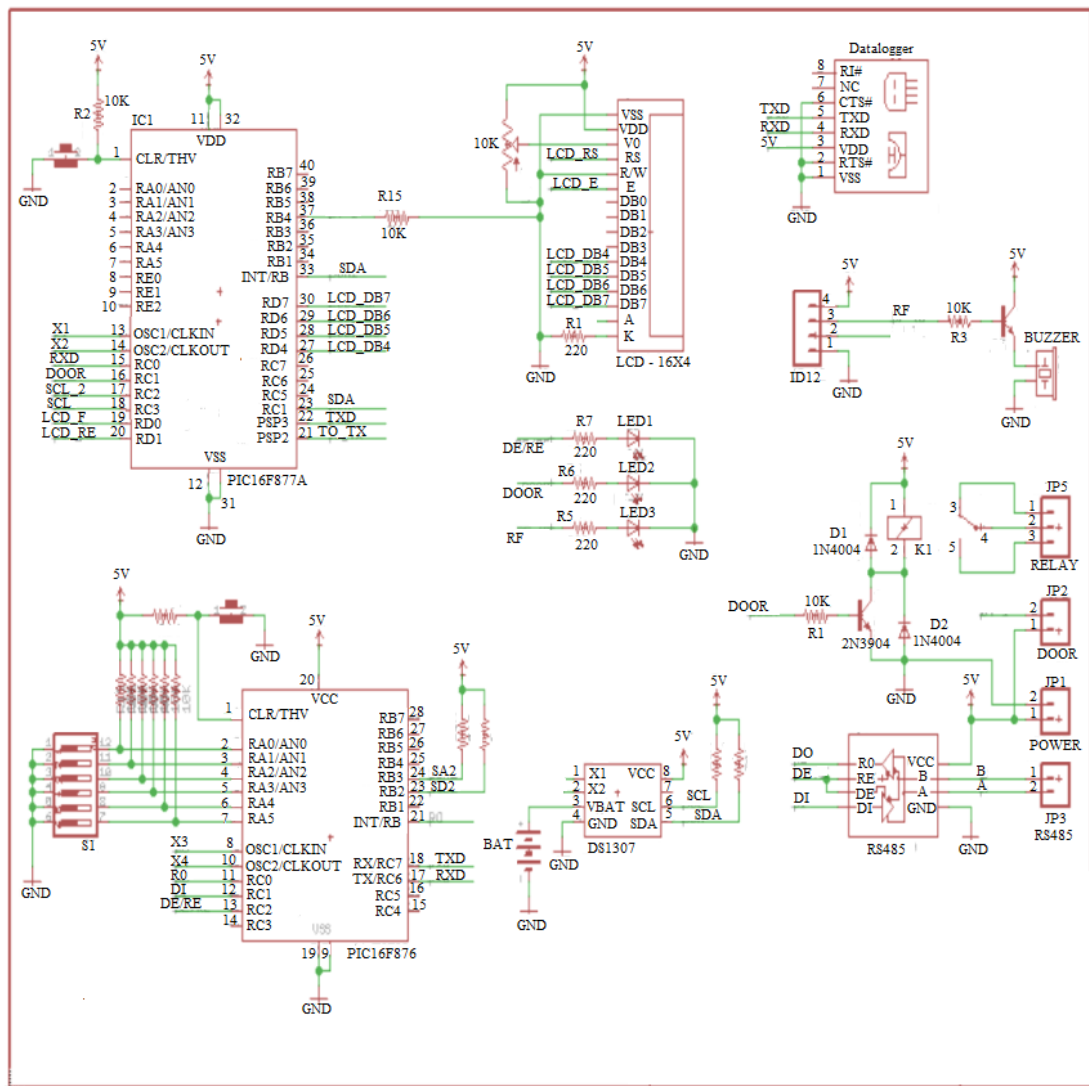 5V
10K
R2
GND
IC1
5V
11 32
VDD
1 CLR/THV
2 RA0/AN0
3 RA1/AN1
4 RA2/AN2
5 RA3/AN3
6 RA4
7 RA5
8 RE0
9 RE1
10 RE2
X1 13 OSC1/CLKIN
X2 14 OSC2/CLKOUT
RXD 15 RC0
DOOR 16 RC1
SCL_2 17 RC2
SCL 18 RC3
LCD_F 19 RD0
LCD_RE 20 RD1
RB7 40
RB6 39
RB5 38
RB4 37
RB3 36
RB2 35
RB1 34
INT/RB 33 SDA
RD7 30 LCD_DB7
RD6 29 LCD_DB6
RD5 28 LCD_DB5
RD4 27 LCD_DB4
RC7 26
RC6 25
RC5 24
RC1 23 SDA
PSP3 22 TXD
PSP2 21 TO_TX
VSS
12
31
PIC16F877A
GND
R15
10K
5V
10K
VSS
VDD
V0
LCD_RS RS
R/W
LCD_E E
DB0
DB1
DB2
DB3
LCD_DB4 DB4
LCD_DB5 DB5
LCD_DB6 DB6
LCD_DB7 DB7
A
R1 K
220
LCD - 16X4
GND
Datalogger
8 RI#
7 NC
6 CTS#
TXD 5 TXD
RXD 4 RXD
5V 3 VDD
2 RTS#
1 VSS
GND
5V
4
3
2
1
ID12
GND
RF
10K
R3
5V
BUZZER
GND
R7 LED1
DE/RE
220
R6 LED2
DOOR
220
R5 LED3
RF
220
GND
5V
1
2 K1
D1
1N4004
3
4
5
JP5
1
2
3
RELAY
DOOR
10K
R1
2N3904
D2
1N4004
GND
JP2
2
1
DOOR
5V
JP1
2
1
POWER
DO R0 VCC
DE RE B B
DE A A
DI DI GND
RS485
GND
1
2
JP3
RS485
5V
GND
5V
20
VCC
1 CLR/THV
2 RA0/AN0
3 RA1/AN1
4 RA2/AN2
5 RA3/AN3
6 RA4
7 RA5
X3 8 OSC1/CLKIN
X4 10 OSC2/CLKOUT
R0 11 RC0
DI 12 RC1
DE/RE 13 RC2
14 RC3
RB7 28
RB6 27
RB5 26
RB4 25
RB3 24 SA2
RB2 23 SD2
RB1 22
INT/RB 21
RX/RC7 18 TXD
TX/RC6 17 RXD
RC5 16
RC4 15
VSS
19 9
PIC16F876
GND
S1
GND
5V
5V
5V
1 X1 VCC 8
2 X2 7
3 VBAT SCL 6 SCL
4 GND SDA 5 SDA
DS1307
GND
BAT
GND